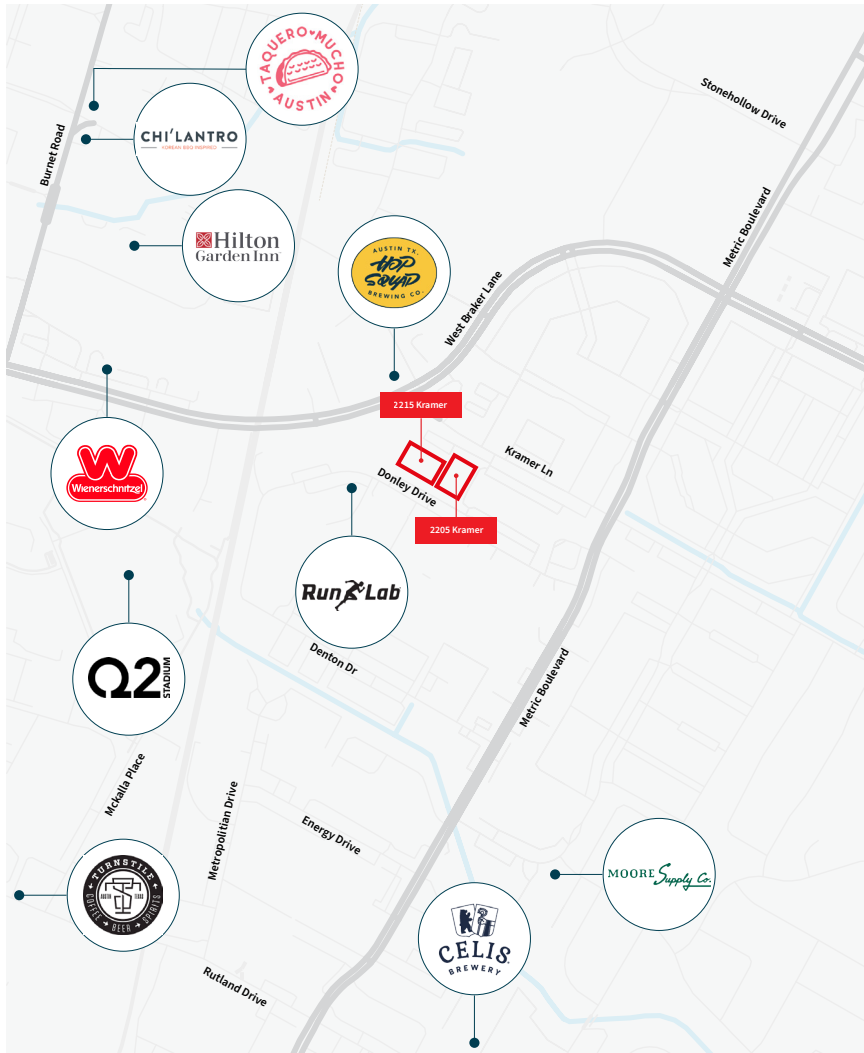 TAQUERO MUCHO
AUSTIN
Stonehollow Drive
CHI'LANTRO
KOREAN BBQ INSPIRED
Burnet Road
Metric Boulevard
Hilton
Garden Inn
AUSTIN TX.
HOP
SQUAD
BREWING CO.
West Braker Lane
2215 Kramer
Kramer Ln
W
Wienerschnitzel
Donley Drive
2205 Kramer
Run Lab
Denton Dr
Q2
STADIUM
Metric Boulevard
Mckalla Place
Metropolitian Drive
Energy Drive
TURNSTILE
AUSTIN TEXAS
COFFEE BEER SPIRITS
MOORE Supply Co.
CELIS
BREWERY
Rutland Drive